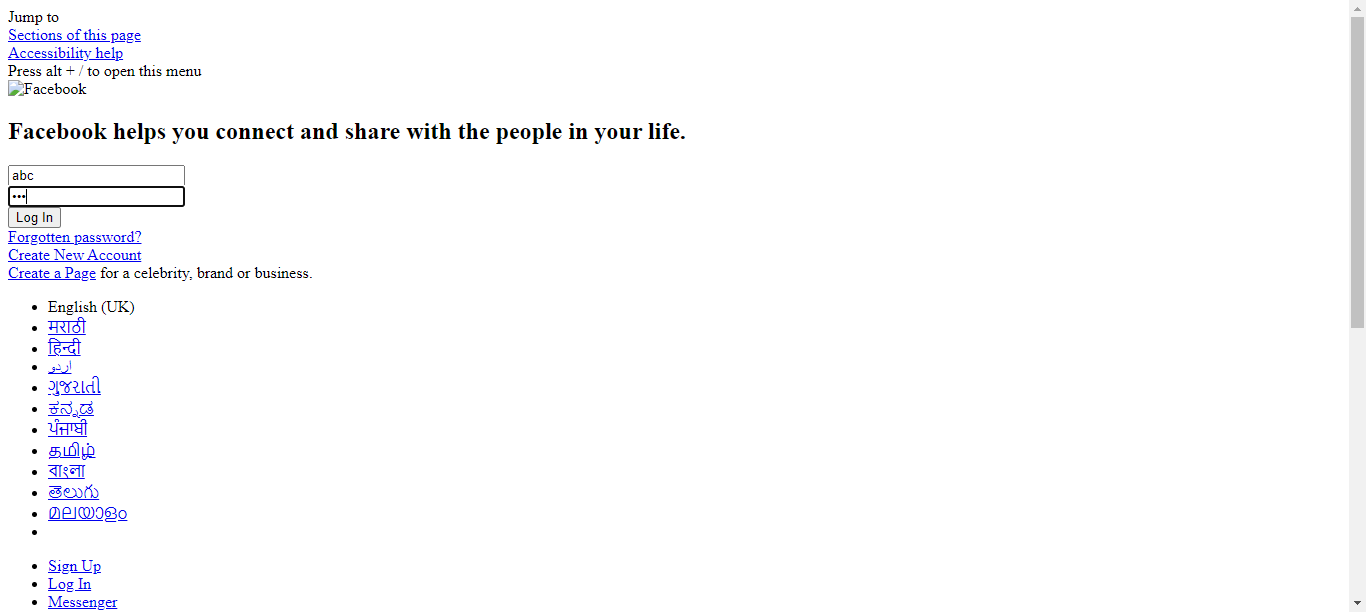 Jump to
Sections of this page
Accessibility help
Press alt + / to open this menu
Facebook
Facebook helps you connect and share with the people in your life.
abc
•••
Log In
Forgotten password?
Create New Account
Create a Page for a celebrity, brand or business.
English (UK)
मराठी
हिन्दी
اردو
ગુજરાતી
ಕನ್ನಡ
ਪੰਜਾਬੀ
தமிழ்
বাংলা
తెలుగు
മലയാളം
Sign Up
Log In
Messenger